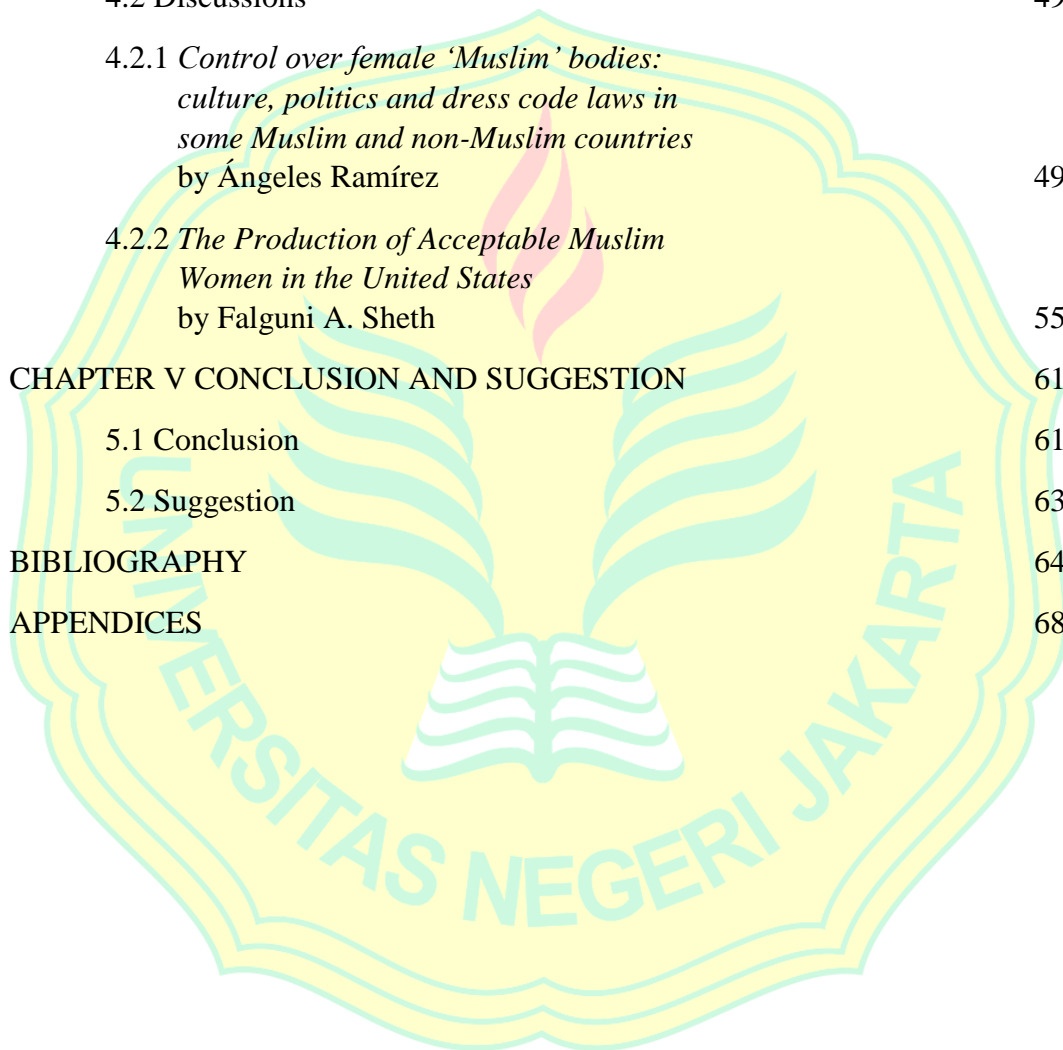 4.2 Discussions 49
4.2.1 Control over female ‘Muslim’ bodies:
culture, politics and dress code laws in
some Muslim and non-Muslim countries
by Ángeles Ramírez 49
4.2.2 The Production of Acceptable Muslim
Women in the United States
by Falguni A. Sheth 55
CHAPTER V CONCLUSION AND SUGGESTION 61
5.1 Conclusion 61
5.2 Suggestion 63
BIBLIOGRAPHY 64
APPENDICES 68
UNIVERSITAS NEGERI JAKARTA